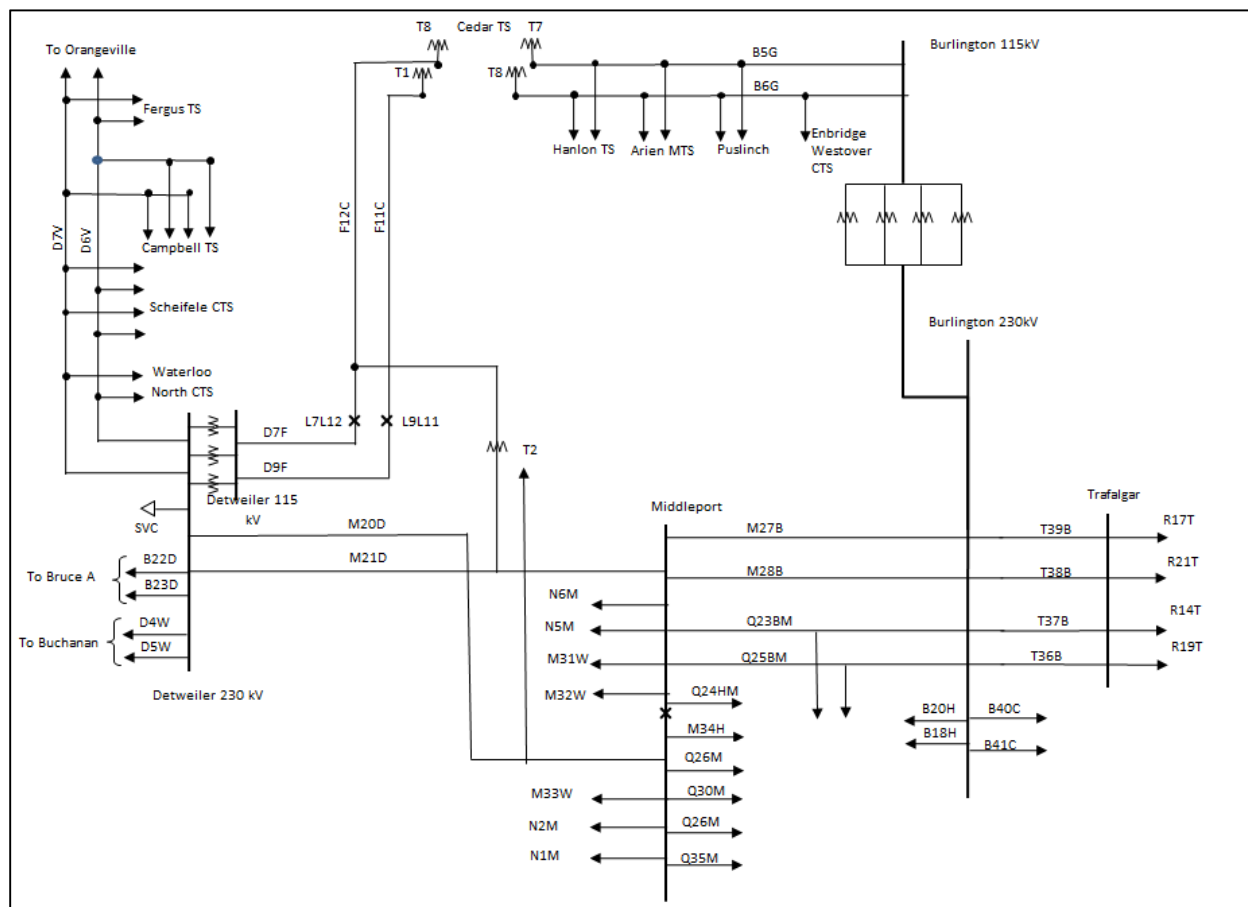 T8
Cedar TS
T7
To Orangeville
B5G
Burlington 115kV
T1
T8
B6G
Fergus TS
Hanlon TS
Arien MTS
Puslinch
Enbridge
Westover
CTS
D7V
D6V
F12C
F11C
Campbell TS
Scheifele CTS
Burlington 230kV
Waterloo
North CTS
L7L12
L9L11
D7F
T2
D9F
Detweiler 115
kV
Middleport
Trafalgar
SVC
M20D
M27B
T39B
R17T
To Bruce A
B22D
M21D
B23D
M28B
T38B
R21T
N6M
To Buchanan
D4W
N5M
Q23BM
T37B
R14T
D5W
M31W
Q25BM
T36B
R19T
Detweiler 230 kV
M32W
Q24HM
B20H
B40C
M34H
B18H
B41C
Q26M
M33W
Q30M
N2M
Q26M
N1M
Q35M